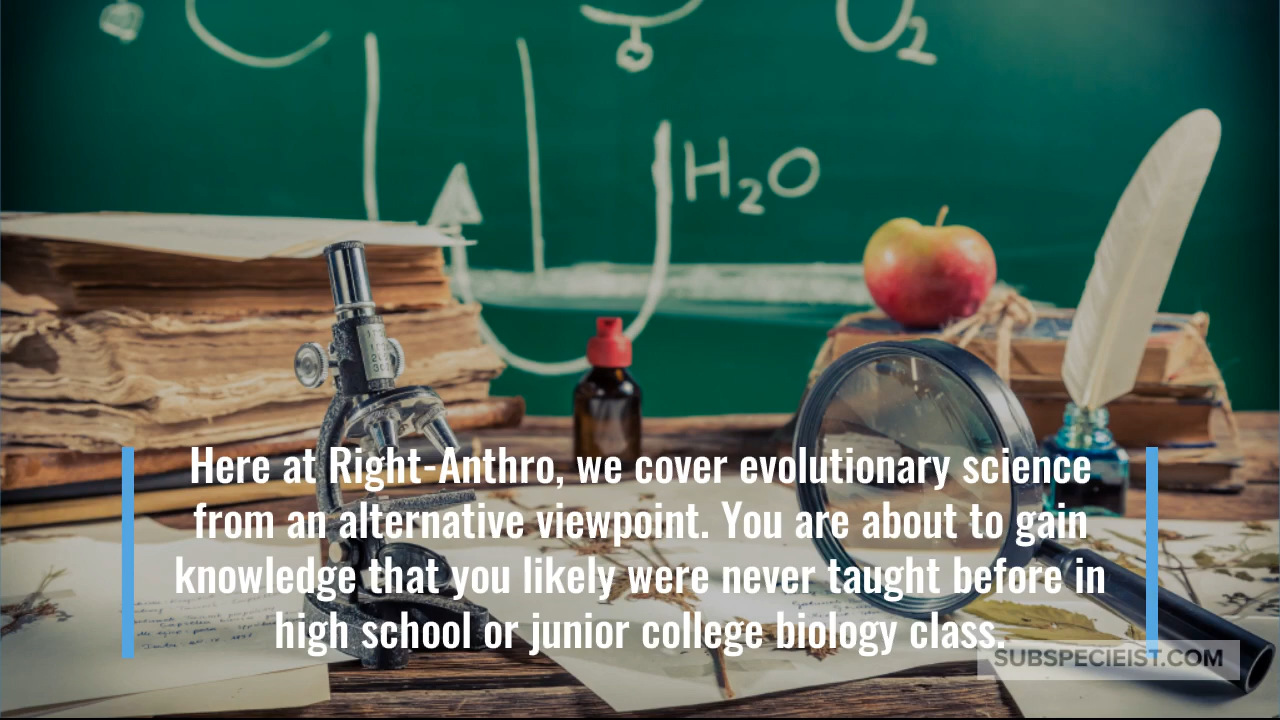 O₂
H₂O
Here at Right-Anthro, we cover evolutionary science
from an alternative viewpoint. You are about to gain
knowledge that you likely were never taught before in
high school or junior college biology class.
SUBSPECIEIST.COM